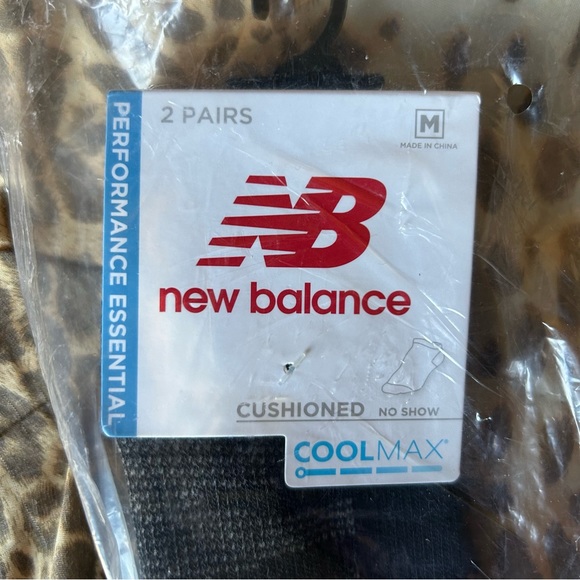 PERFORMANCE ESSENTIAL
2 PAIRS
M
MADE IN CHINA
NB
new balance
CUSHIONED NO SHOW
COOLMAX®